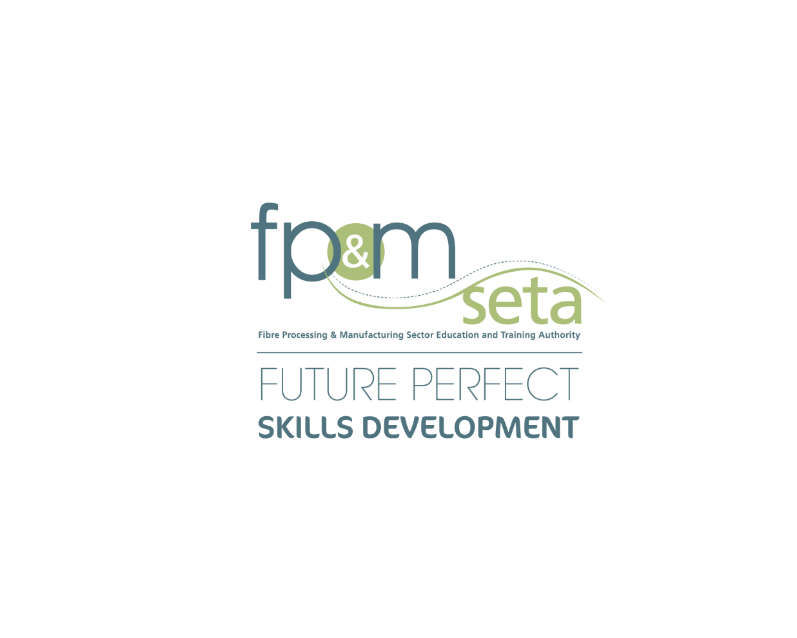 fp&m
seta
Fibre Processing & Manufacturing Sector Education and Training Authority
FUTURE PERFECT
SKILLS DEVELOPMENT